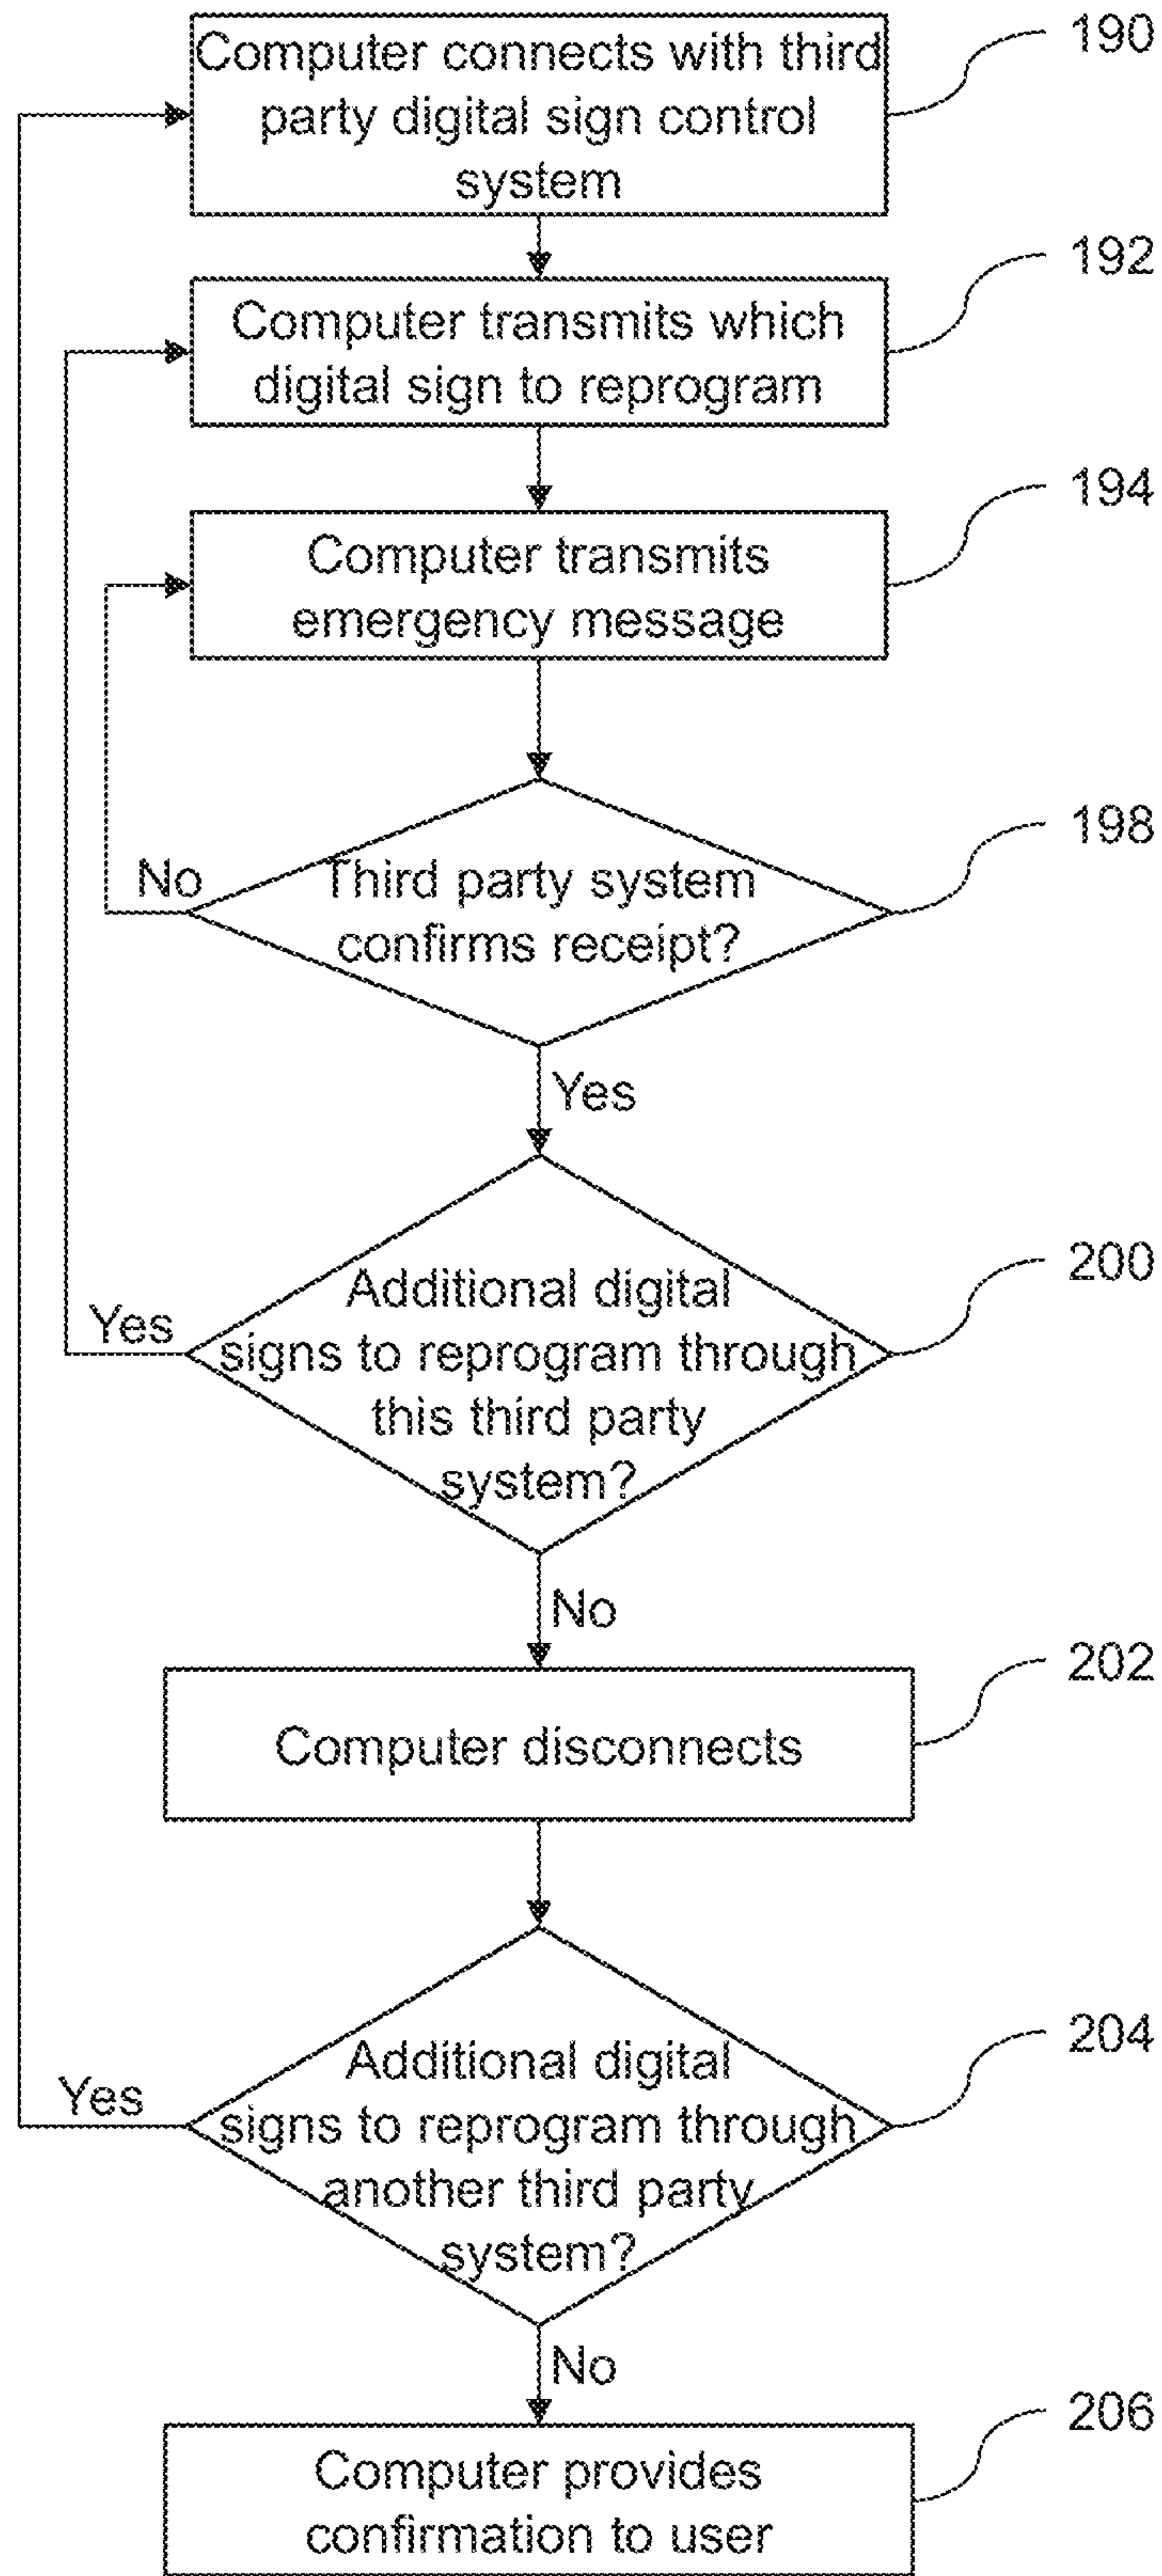 190
Computer connects with third
party digital sign control
system
192
Computer transmits which
digital sign to reprogram
194
Computer transmits
emergency message
198
No
Third party system
confirms receipt?
Yes
200
Additional digital
Yes
signs to reprogram through
this third party
system?
No
202
Computer disconnects
204
Additional digital
Yes
signs to reprogram through
another third party
system?
No
206
Computer provides
confirmation to user